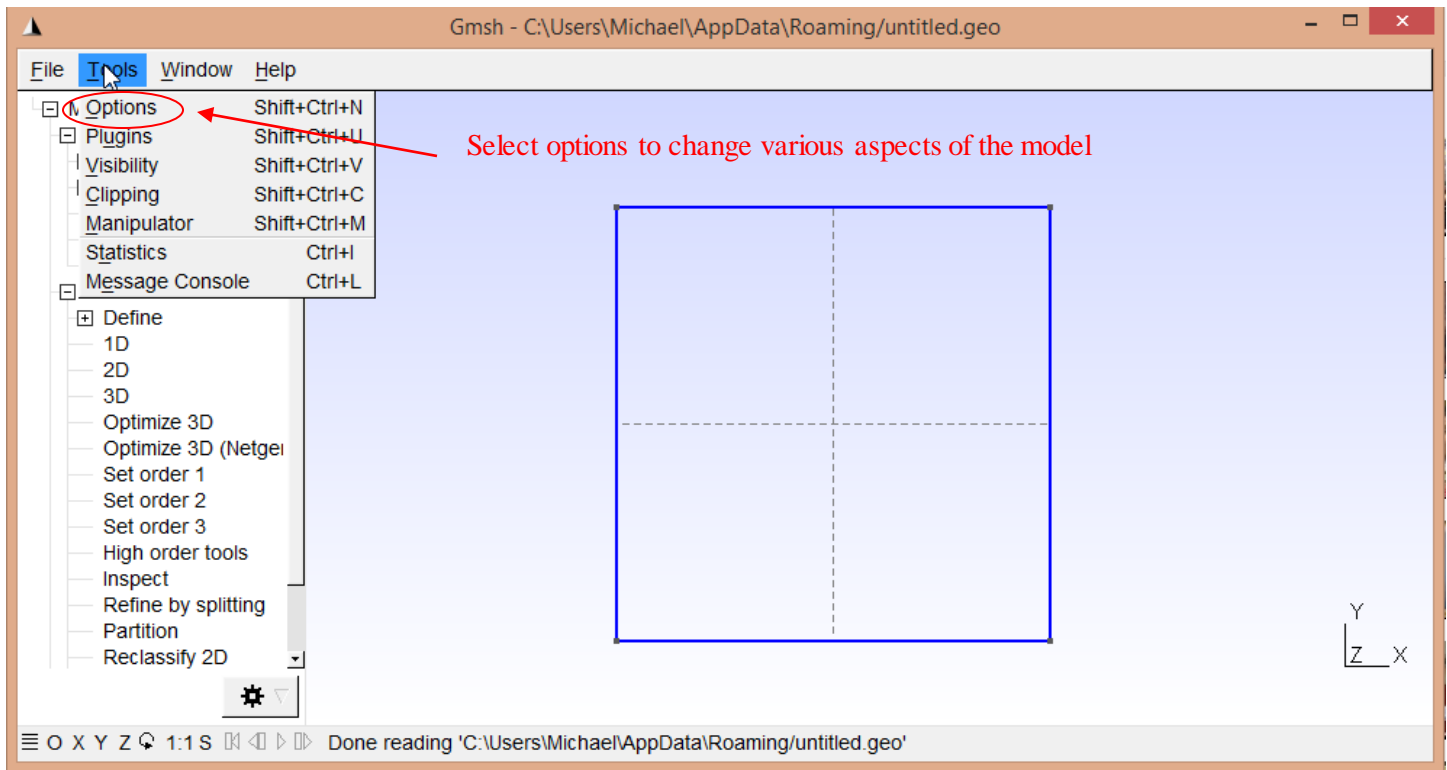 Gmsh - C:\Users\Michael\AppData\Roaming/untitled.geo
File Tools Window Help
Options Shift+Ctrl+N
Plugins Shift+Ctrl+U
Visibility Shift+Ctrl+V
Clipping Shift+Ctrl+C
Manipulator Shift+Ctrl+M
Statistics Ctrl+I
Message Console Ctrl+L
Select options to change various aspects of the model
Define
1D
2D
3D
Optimize 3D
Optimize 3D (Netgen
Set order 1
Set order 2
Set order 3
High order tools
Inspect
Refine by splitting
Partition
Reclassify 2D
Y
Z X
O X Y Z 1:1 S Done reading 'C:\Users\Michael\AppData\Roaming/untitled.geo'